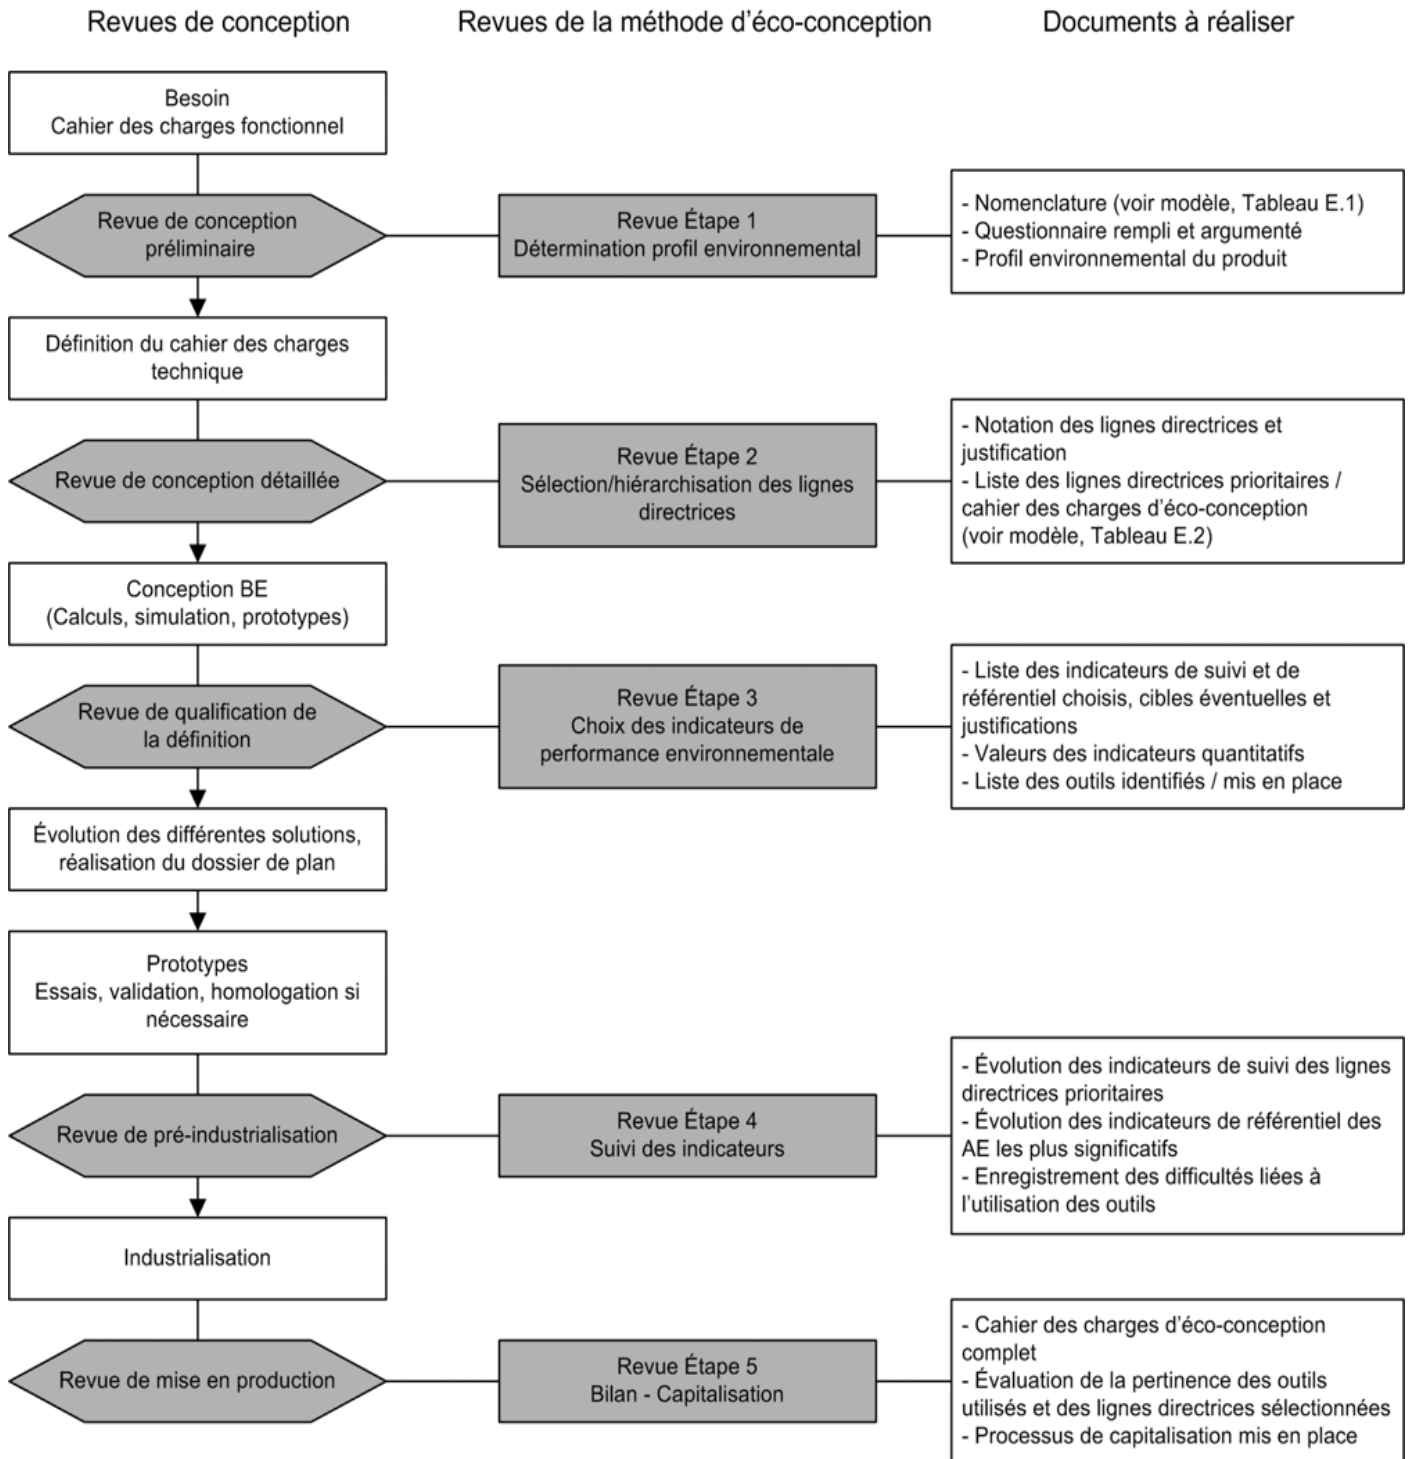 Revues de conception
Revues de la méthode d'éco-conception
Documents à réaliser
Besoin
Cahier des charges fonctionnel
Revue de conception
préliminaire
Revue Étape 1
Détermination profil environnemental
- Nomenclature (voir modèle, Tableau E.1)
- Questionnaire rempli et argumenté
- Profil environnemental du produit
Définition du cahier des charges
technique
Revue de conception détaillée
Revue Étape 2
Sélection/hiérarchisation des lignes
directrices
- Notation des lignes directrices et
justification
- Liste des lignes directrices prioritaires /
cahier des charges d'éco-conception
(voir modèle, Tableau E.2)
Conception BE
(Calculs, simulation, prototypes)
Revue de qualification de
la définition
Revue Étape 3
Choix des indicateurs de
performance environnementale
- Liste des indicateurs de suivi et de
référentiel choisis, cibles éventuelles et
justifications
- Valeurs des indicateurs quantitatifs
- Liste des outils identifiés / mis en place
Évolution des différentes solutions,
réalisation du dossier de plan
Prototypes
Essais, validation, homologation si
nécessaire
Revue de pré-industrialisation
Revue Étape 4
Suivi des indicateurs
- Évolution des indicateurs de suivi des lignes
directrices prioritaires
- Évolution des indicateurs de référentiel des
AE les plus significatifs
- Enregistrement des difficultés liées à
l'utilisation des outils
Industrialisation
Revue de mise en production
Revue Étape 5
Bilan - Capitalisation
- Cahier des charges d'éco-conception
complet
- Évaluation de la pertinence des outils
utilisés et des lignes directrices sélectionnées
- Processus de capitalisation mis en place